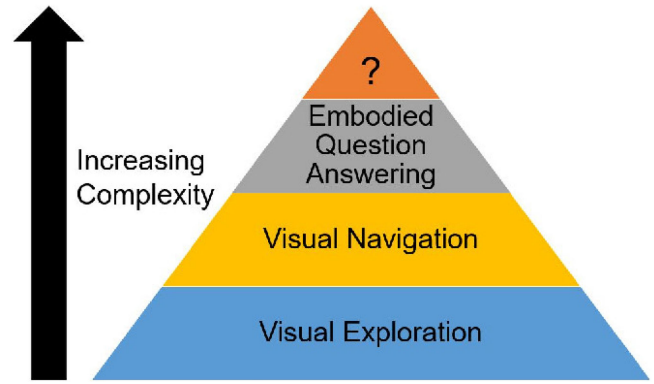 ?
Embodied
Question
Answering
Increasing
Complexity
Visual Navigation
Visual Exploration